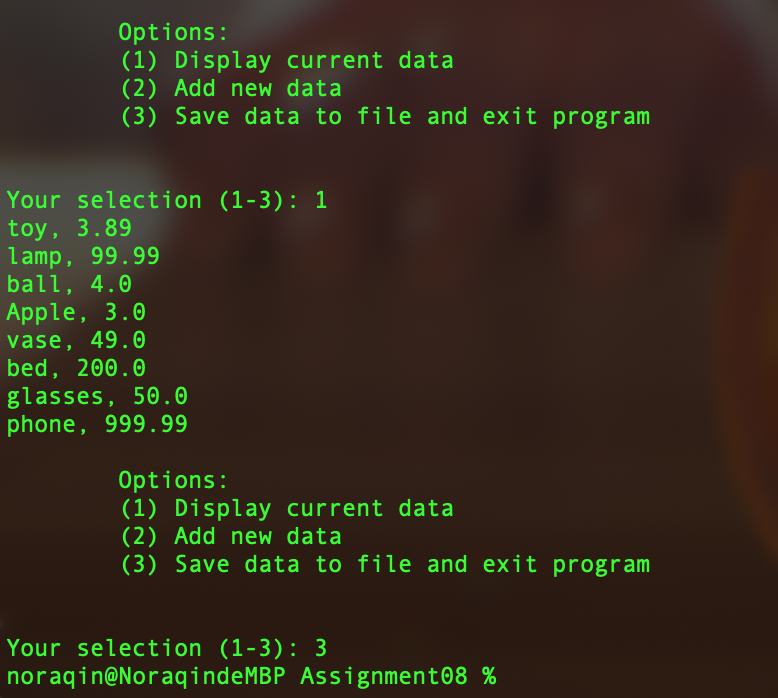 Options:
(1) Display current data
(2) Add new data
(3) Save data to file and exit program
Your selection (1-3): 1
toy, 3.89
lamp, 99.99
ball, 4.0
Apple, 3.0
vase, 49.0
bed, 200.0
glasses, 50.0
phone, 999.99
Options:
(1) Display current data
(2) Add new data
(3) Save data to file and exit program
Your selection (1-3): 3
noraqin@NoraqindeMBP Assignment08 %